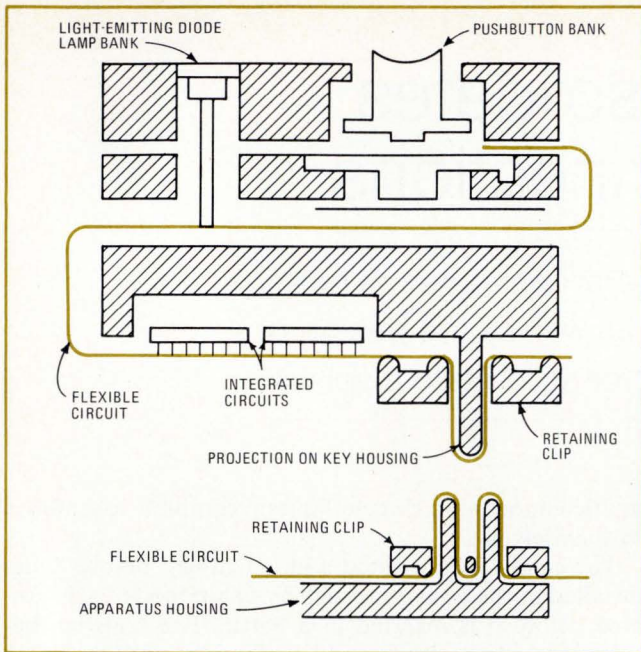 LIGHT-EMITTING DIODE
LAMP BANK
PUSHBUTTON BANK
FLEXIBLE
CIRCUIT
INTEGRATED
CIRCUITS
RETAINING
CLIP
PROJECTION ON KEY HOUSING
RETAINING CLIP
FLEXIBLE CIRCUIT
APPARATUS HOUSING